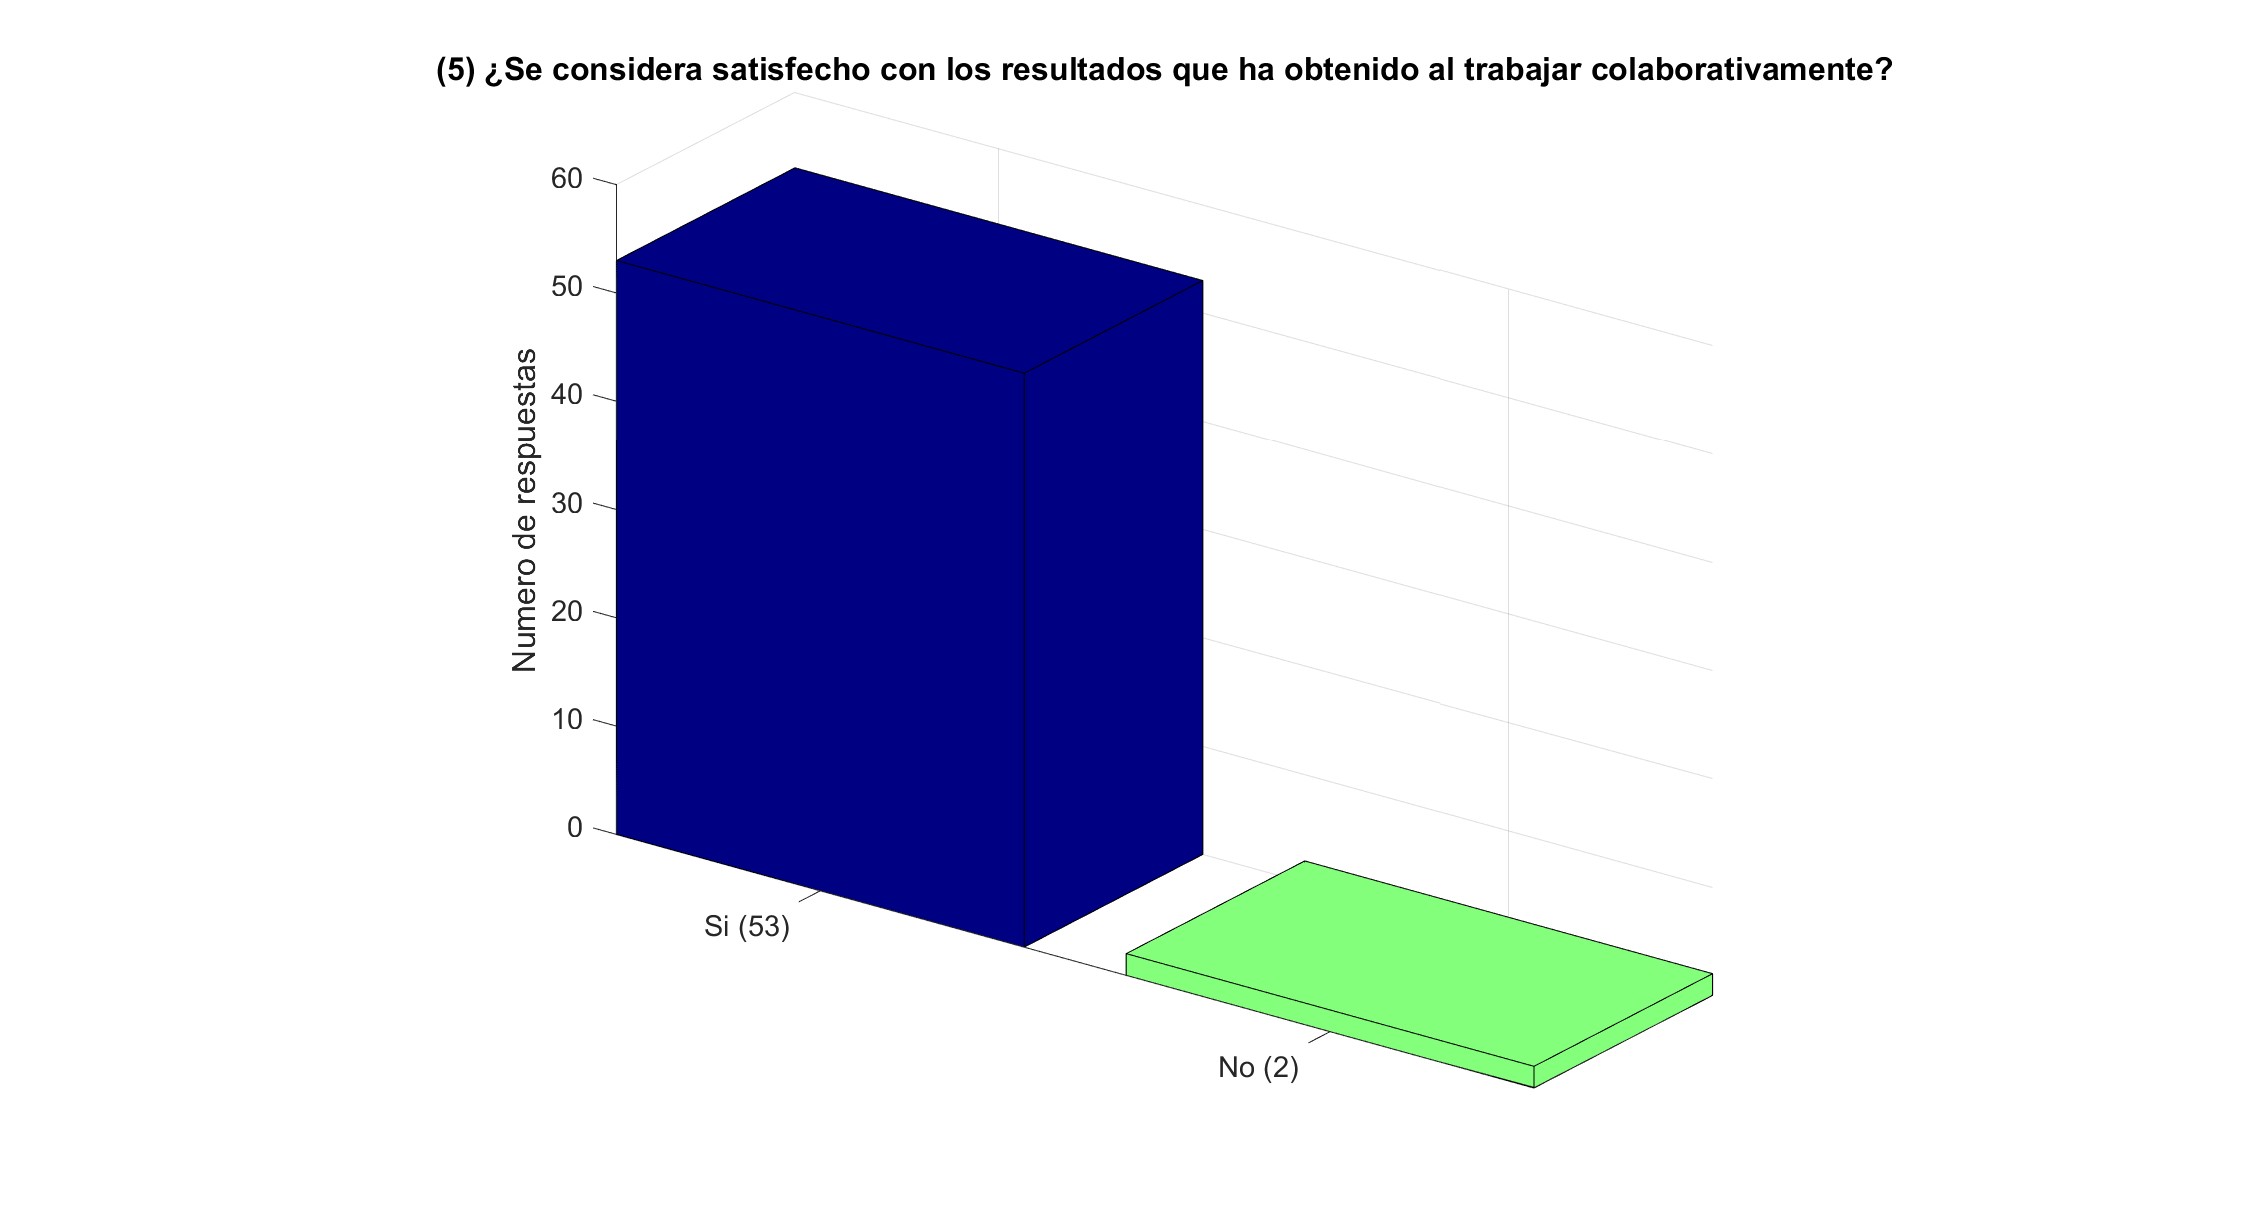 (5) ¿Se considera satisfecho con los resultados que ha obtenido al trabajar colaborativamente?
60
50
40
30
20
10
0
Numero de respuestas
Si (53)
No (2)